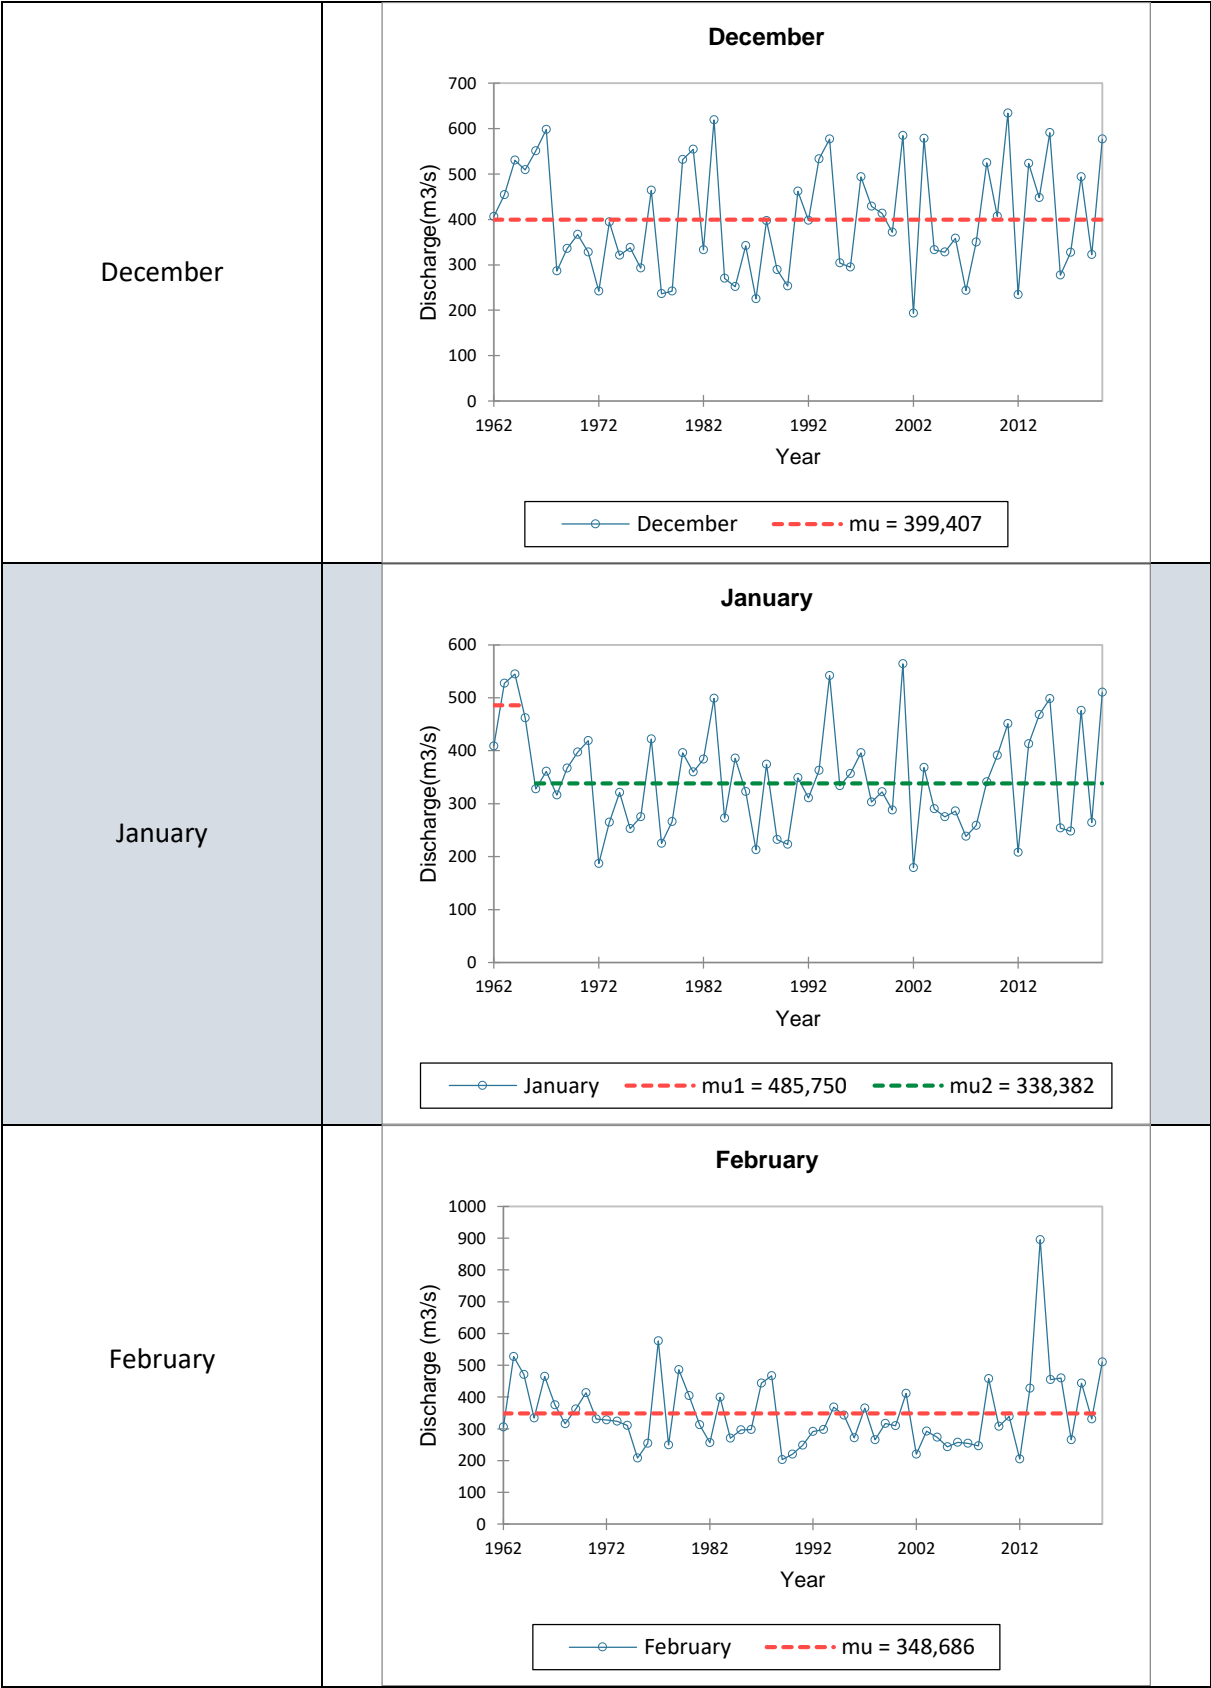 December
December
700
600
500
400
300
200
100
0
Discharge(m3/s)
1962 1972 1982 1992 2002 2012
Year
December mu = 399,407
January
January
600
500
400
300
200
100
0
Discharge(m3/s)
1962 1972 1982 1992 2002 2012
Year
January mu1 = 485,750 mu2 = 338,382
February
February
1000
900
800
700
600
500
400
300
200
100
0
Discharge (m3/s)
1962 1972 1982 1992 2002 2012
Year
February mu = 348,686